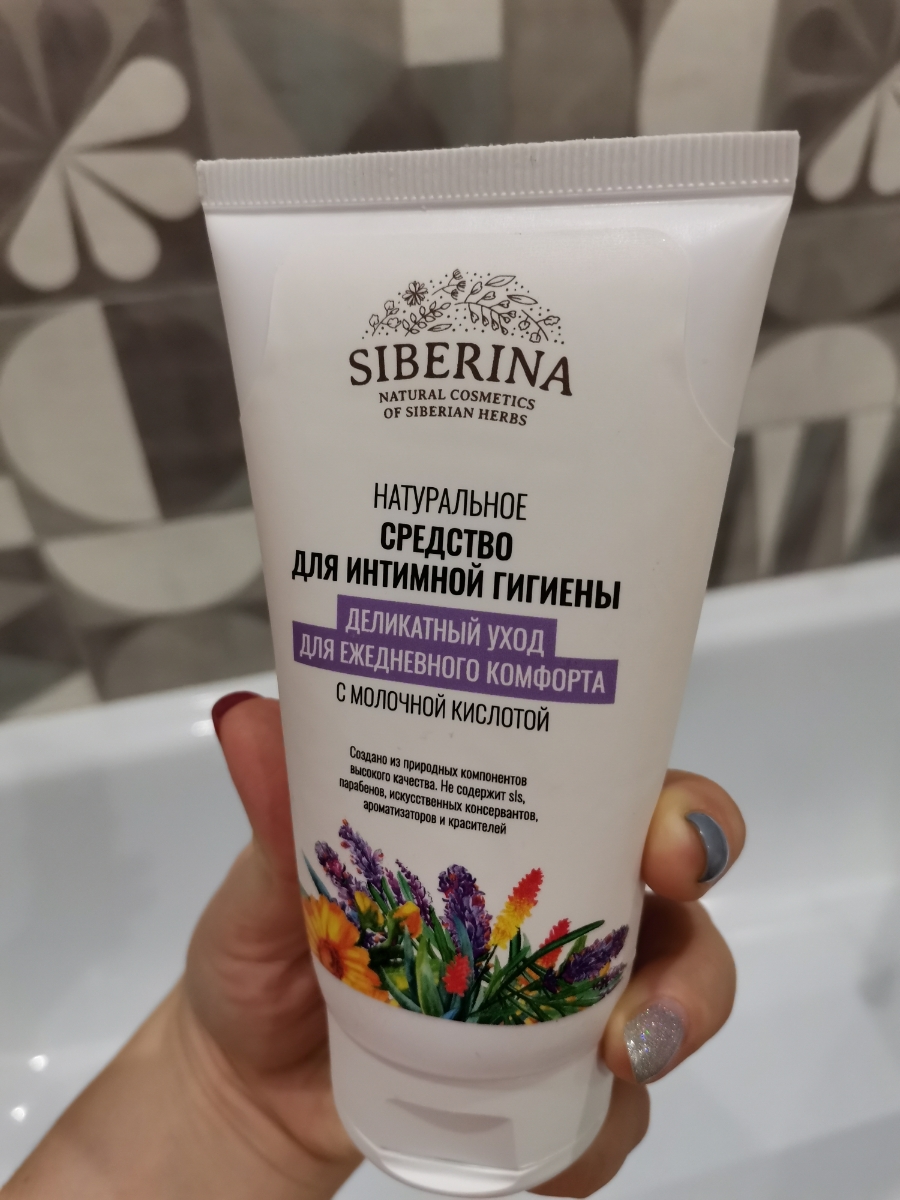 SIBERINA
NATURAL COSMETICS
OF SIBERIAN HERBS
НАТУРАЛЬНОЕ
СРЕДСТВО
ДЛЯ ИНТИМНОЙ ГИГИЕНЫ
ДЕЛИКАТНЫЙ УХОД
ДЛЯ ЕЖЕДНЕВНОГО КОМФОРТА
С МОЛОЧНОЙ КИСЛОТОЙ
Создано из природных компонентов
высокого качества. Не содержит sls,
парабенов, искусственных консервантов,
ароматизаторов и красителей